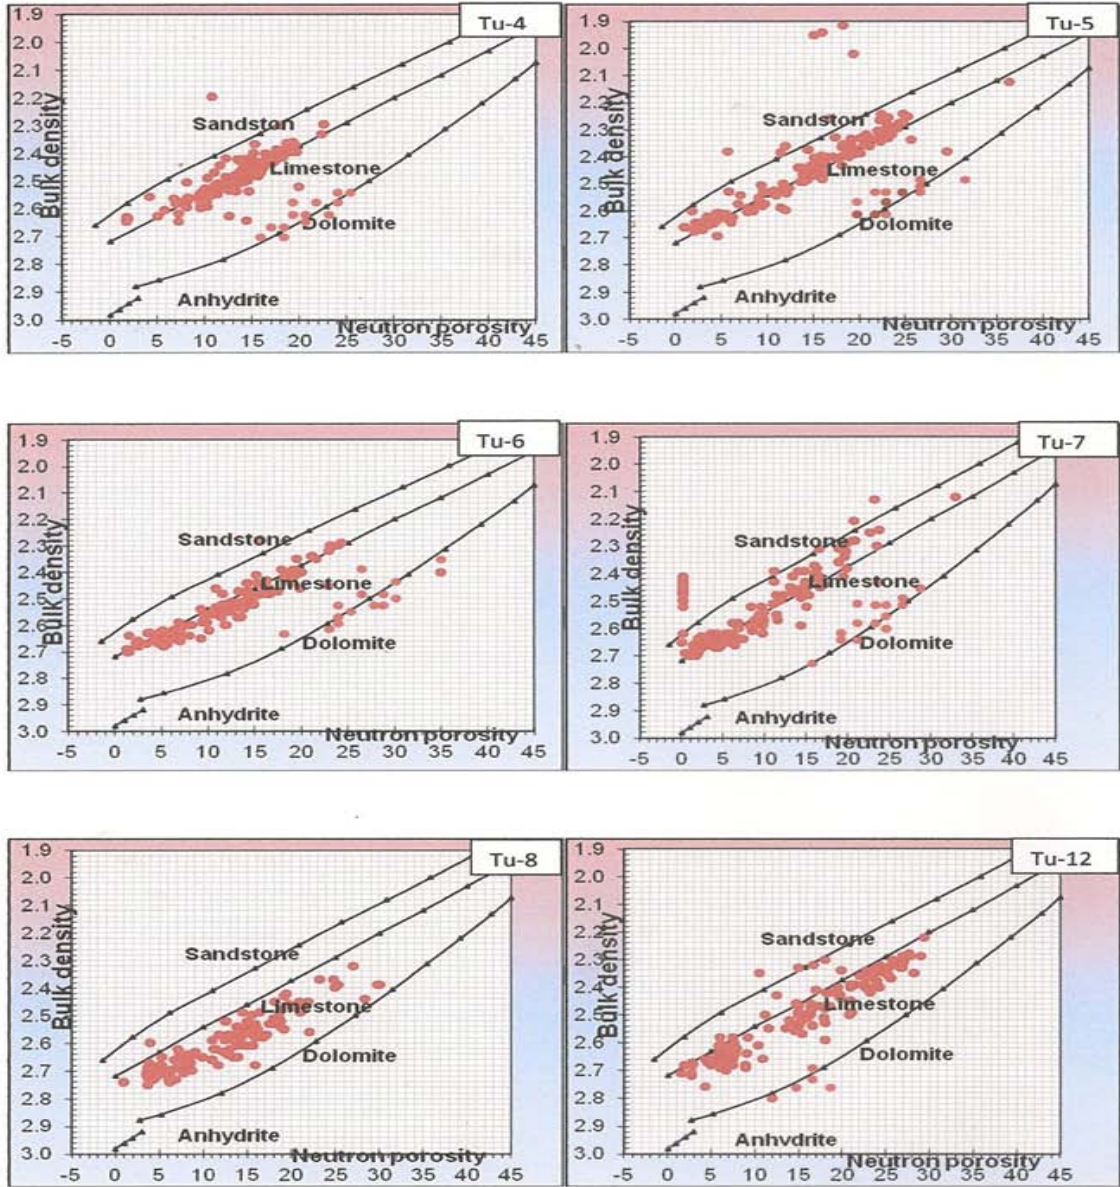 Tu-4
1.9
2.0
2.1
2.2
2.3
2.4
2.5
2.6
2.7
2.8
2.9
3.0
Bulk density
Sandston
Limestone
Dolomite
Anhydrite
Neutron porosity
-5 0 5 10 15 20 25 30 35 40 45
Tu-5
1.9
2.0
2.1
2.2
2.3
2.4
2.5
2.6
2.7
2.8
2.9
3.0
Bulk density
Sandston
Limestone
Dolomite
Anhydrite
Neutron porosity
-5 0 5 10 15 20 25 30 35 40 45
Tu-6
1.9
2.0
2.1
2.2
2.3
2.4
2.5
2.6
2.7
2.8
2.9
3.0
Bulk density
Sandstone
Limestone
Dolomite
Anhydrite
Neutron porosity
-5 0 5 10 15 20 25 30 35 40 45
Tu-7
1.9
2.0
2.1
2.2
2.3
2.4
2.5
2.6
2.7
2.8
2.9
3.0
Bulk density
Sandstone
Limestone
Dolomite
Anhydrite
Neutron porosity
-5 0 5 10 15 20 25 30 35 40 45
Tu-8
1.9
2.0
2.1
2.2
2.3
2.4
2.5
2.6
2.7
2.8
2.9
3.0
Bulk density
Sandstone
Limestone
Dolomite
Anhydrite
Neutron porosity
-5 0 5 10 15 20 25 30 35 40 45
Tu-12
1.9
2.0
2.1
2.2
2.3
2.4
2.5
2.6
2.7
2.8
2.9
3.0
Bulk density
Sandstone
Limestone
Dolomite
Anhydrite
Neutron porosity
-5 0 5 10 15 20 25 30 35 40 45